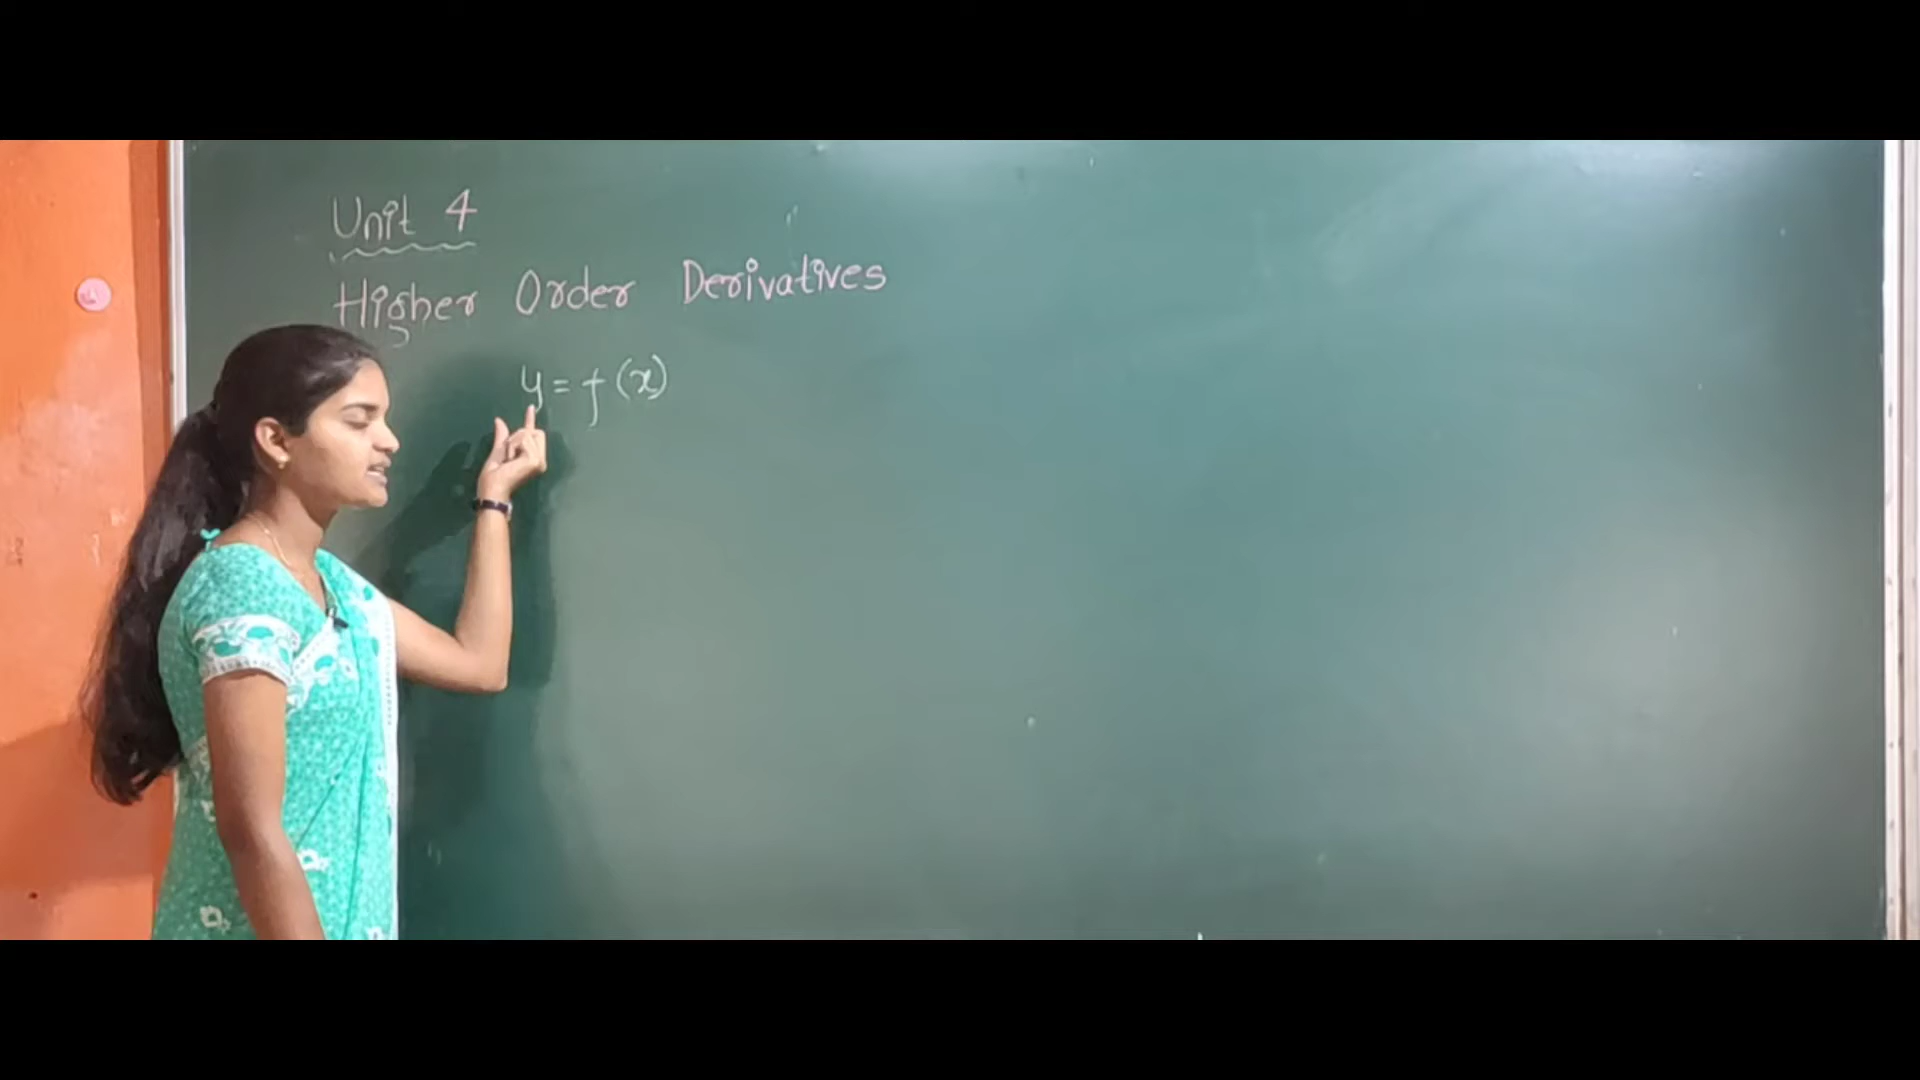 Unit 4
Higher Order Derivatives
y = f(x)